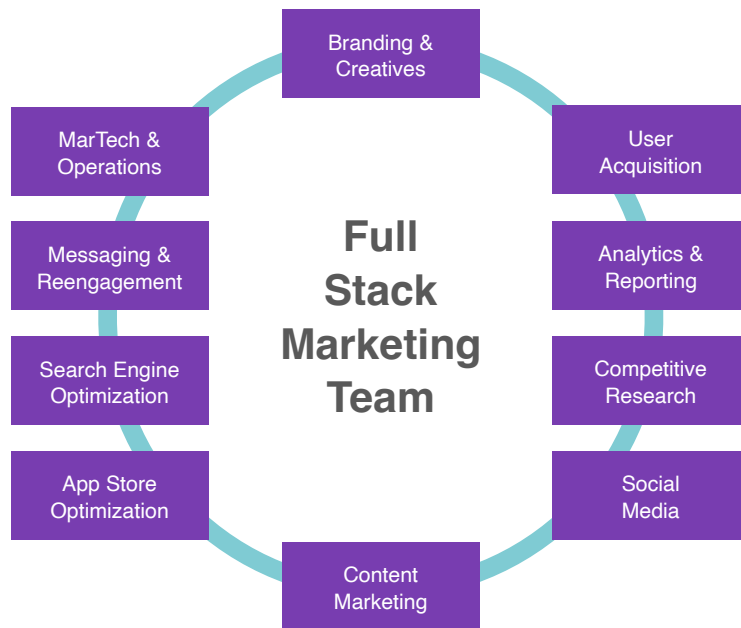 Branding &
Creatives
User
Acquisition
Analytics &
Reporting
Competitive
Research
Social
Media
Content
Marketing
App Store
Optimization
Search Engine
Optimization
Messaging &
Reengagement
MarTech &
Operations
Full
Stack
Marketing
Team